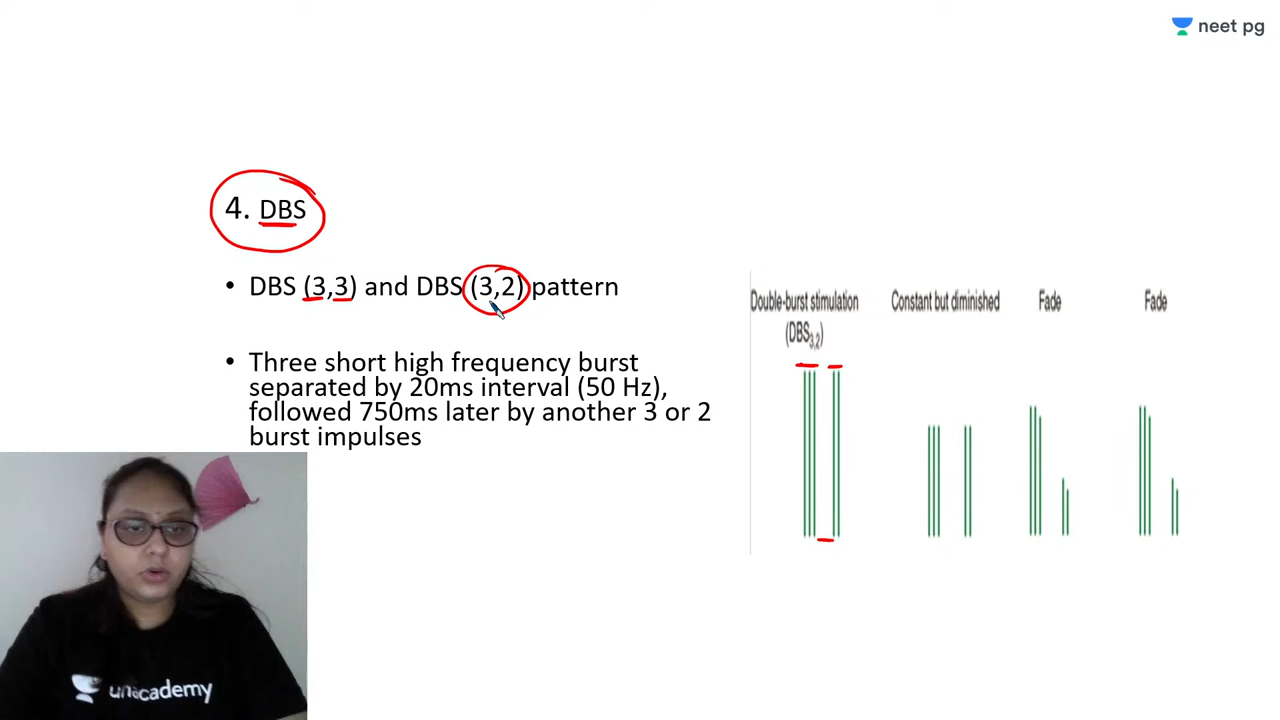 neet pg
4. DBS
• DBS (3,3) and DBS (3,2) pattern
• Three short high frequency burst
separated by 20ms interval (50 Hz),
followed 750ms later by another 3 or 2
burst impulses
Double-burst stimulation
(DBS3,2)
Constant but diminished
Fade
Fade
unacademy